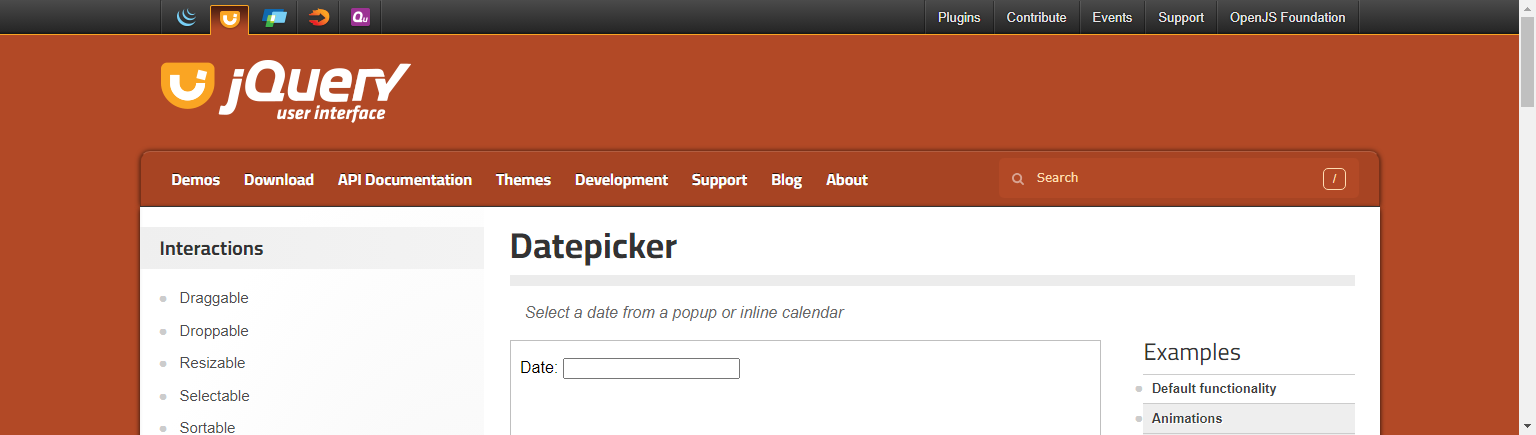 Qu
Plugins Contribute Events Support OpenJS Foundation
jQuery
user interface
Demos Download API Documentation Themes Development Support Blog About Search /
Interactions
Draggable
Droppable
Resizable
Selectable
Sortable
Datepicker
Select a date from a popup or inline calendar
Date:
Examples
Default functionality
Animations